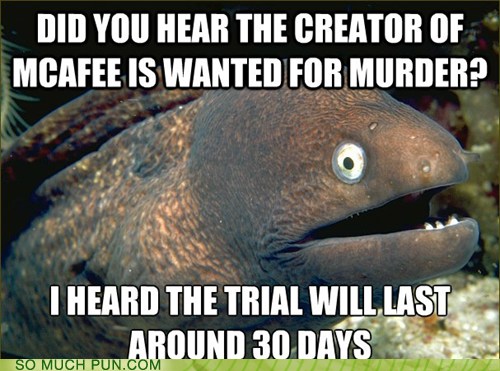 DID YOU HEAR THE CREATOR OF
MCAFEE IS WANTED FOR MURDER?
I HEARD THE TRIAL WILL LAST
AROUND 30 DAYS
SO MUCH PUN.COM